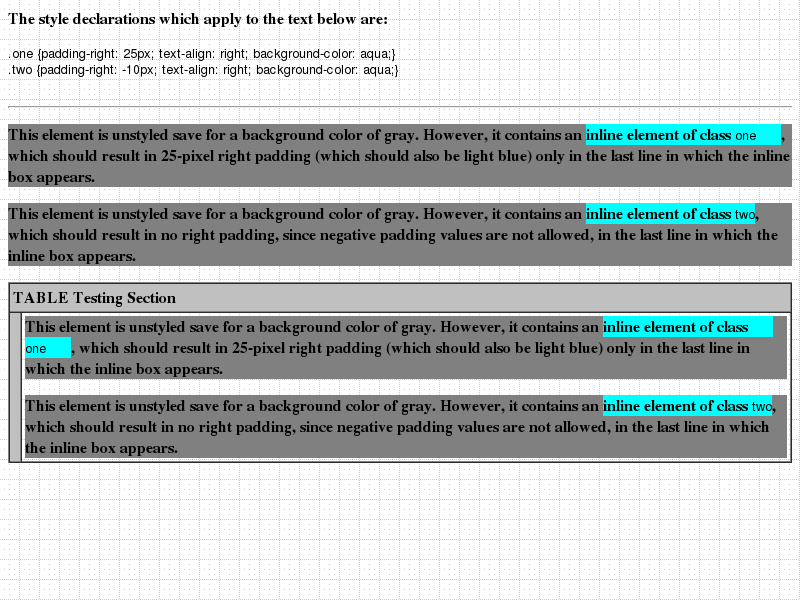 The style declarations which apply to the text below are:
.one {padding-right: 25px; text-align: right; background-color: aqua;}
.two {padding-right: -10px; text-align: right; background-color: aqua;}
This element is unstyled save for a background color of gray. However, it contains an inline element of class one ,
which should result in 25-pixel right padding (which should also be light blue) only in the last line in which the inline
box appears.
This element is unstyled save for a background color of gray. However, it contains an inline element of class two,
which should result in no right padding, since negative padding values are not allowed, in the last line in which the
inline box appears.
TABLE Testing Section
This element is unstyled save for a background color of gray. However, it contains an inline element of class
one , which should result in 25-pixel right padding (which should also be light blue) only in the last line in
which the inline box appears.
This element is unstyled save for a background color of gray. However, it contains an inline element of class two,
which should result in no right padding, since negative padding values are not allowed, in the last line in which
the inline box appears.